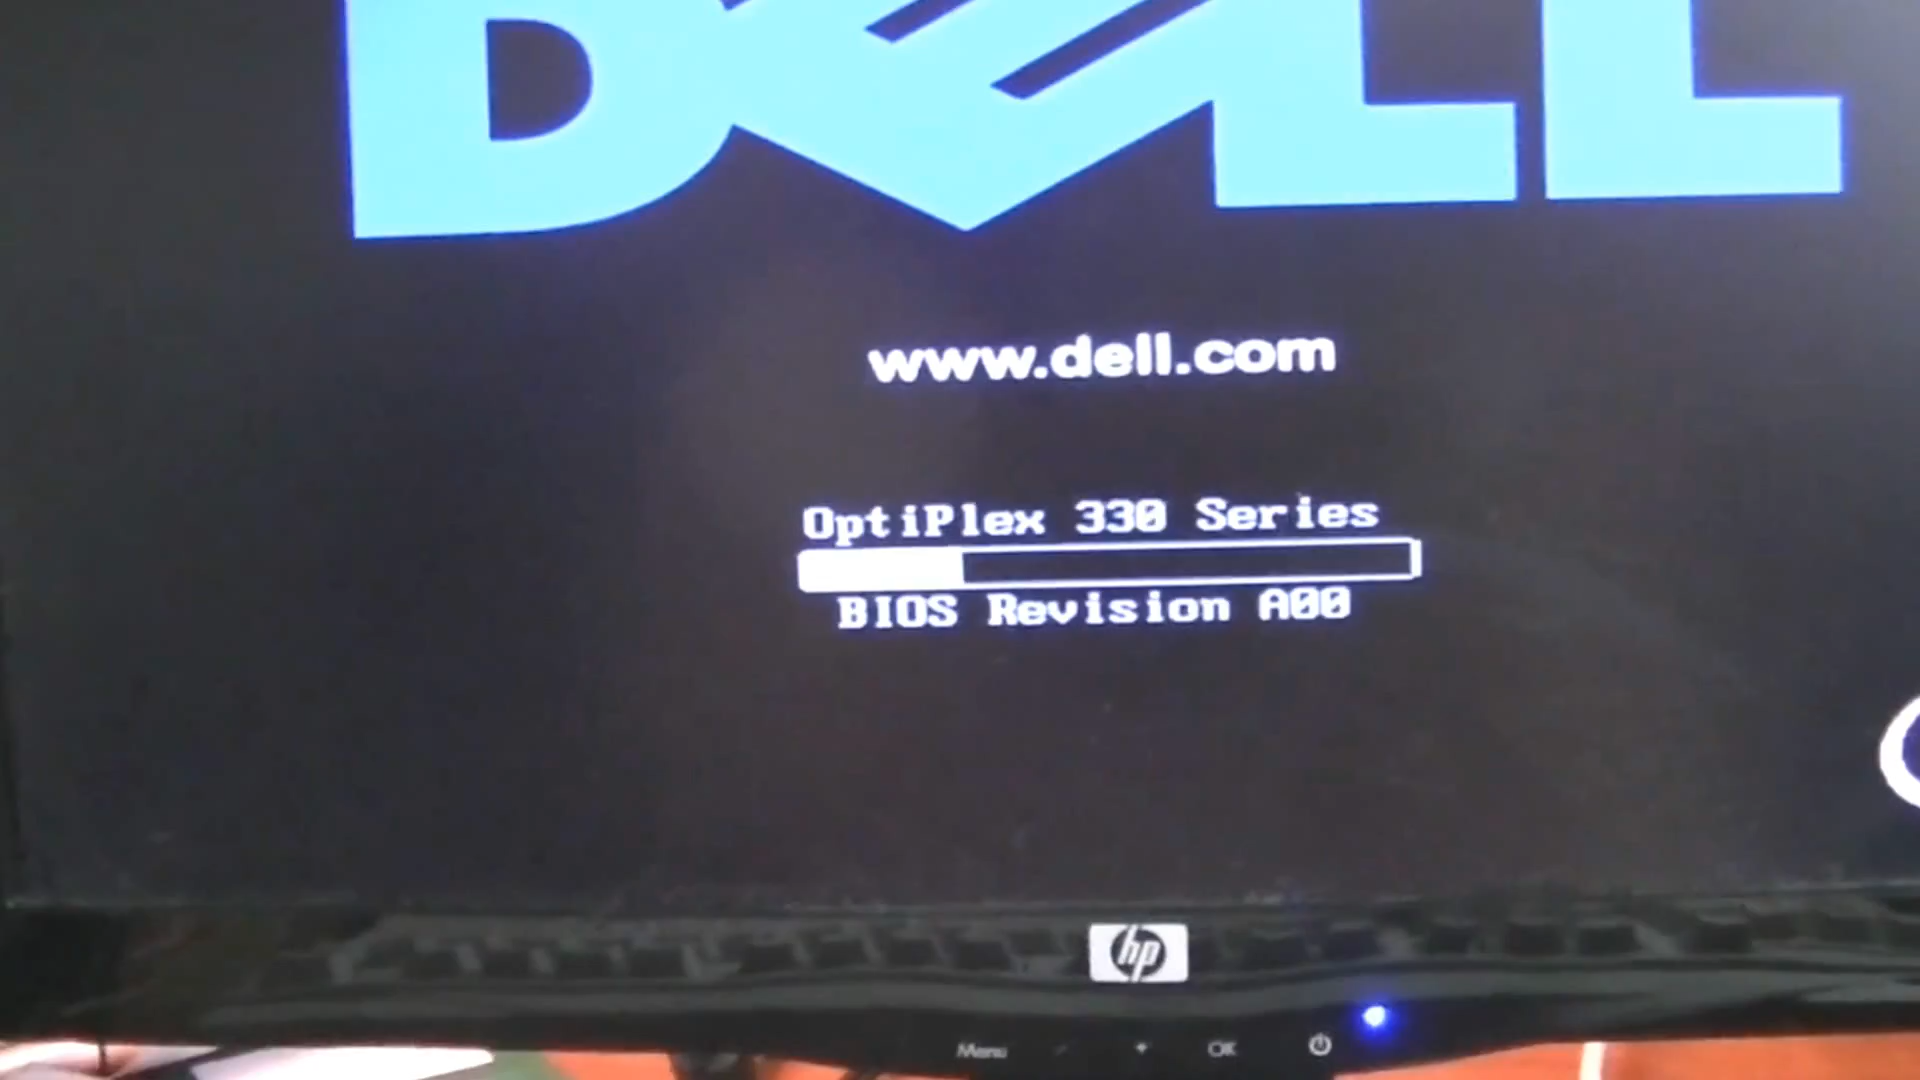 DELL
www.dell.com
OptiPlex 330 Series
BIOS Revision A00
hp
Menu - + OK